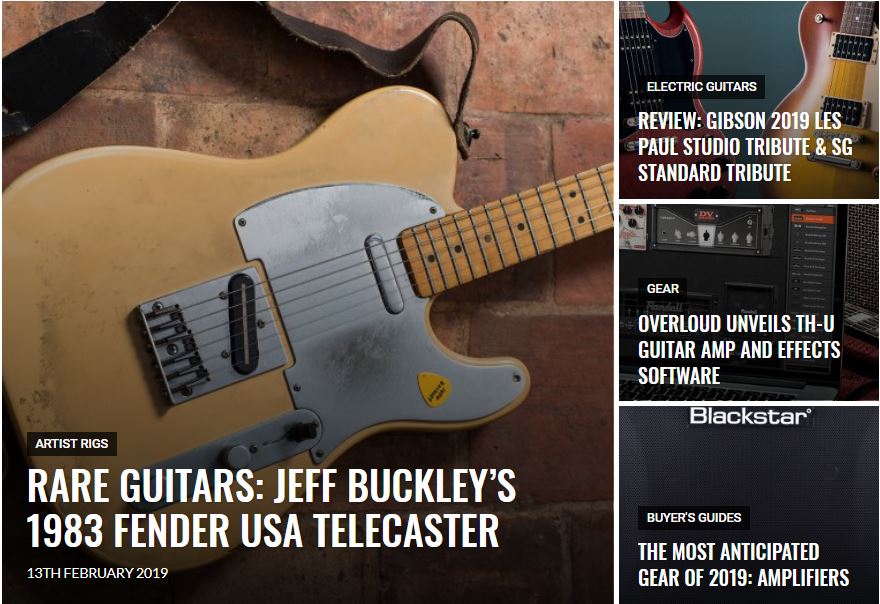 ARTIST RIGS
RARE GUITARS: JEFF BUCKLEY'S
1983 FENDER USA TELECASTER
13TH FEBRUARY 2019
ELECTRIC GUITARS
REVIEW: GIBSON 2019 LES
PAUL STUDIO TRIBUTE & SG
STANDARD TRIBUTE
DV
Randall
GEAR
OVERLOUD UNVEILS TH-U
GUITAR AMP AND EFFECTS
SOFTWARE
Blackstar
BUYER'S GUIDES
THE MOST ANTICIPATED
GEAR OF 2019: AMPLIFIERS